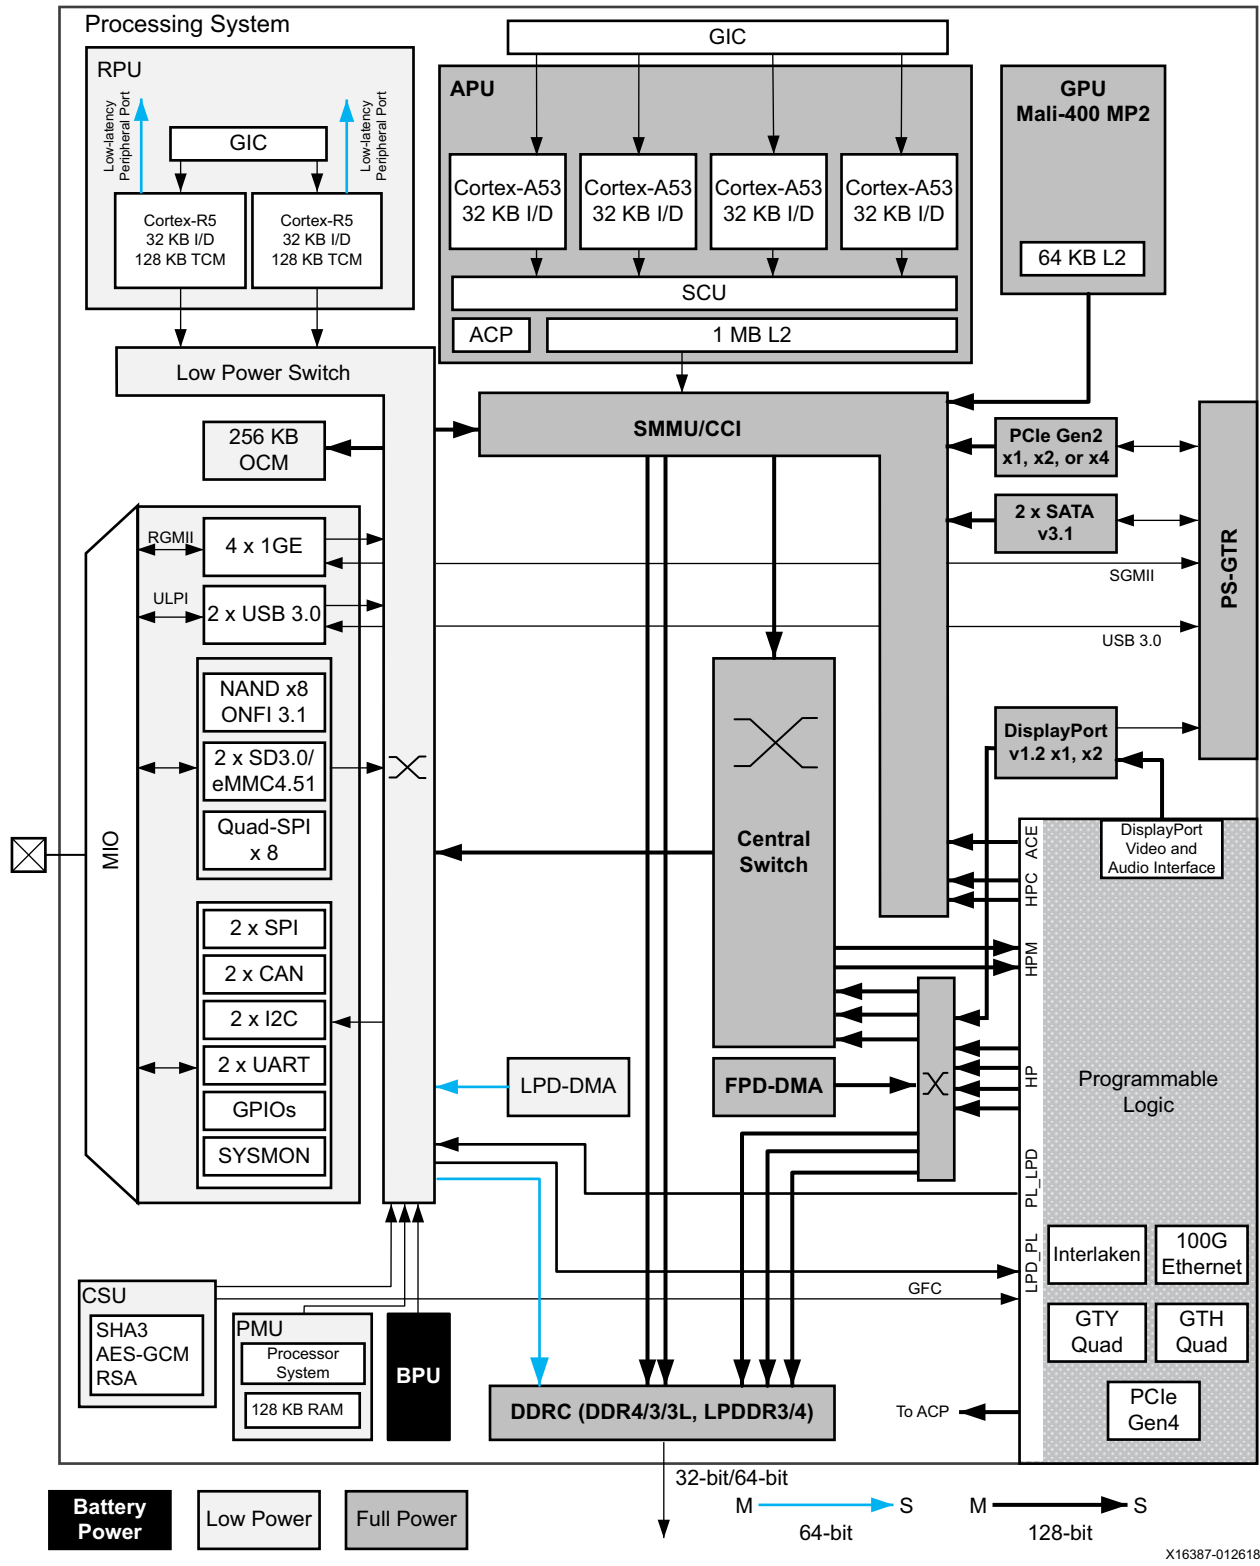 Processing System
RPU
Low-latency
Peripheral Port
GIC
Low-latency
Peripheral Port
Cortex-R5
32 KB I/D
128 KB TCM
Cortex-R5
32 KB I/D
128 KB TCM
GIC
APU
Cortex-A53
32 KB I/D
Cortex-A53
32 KB I/D
Cortex-A53
32 KB I/D
Cortex-A53
32 KB I/D
SCU
ACP
1 MB L2
GPU
Mali-400 MP2
64 KB L2
Low Power Switch
SMMU/CCI
256 KB
OCM
PCIe Gen2
x1, x2, or x4
2 x SATA
v3.1
PS-GTR
RGMII
4 x 1GE
SGMII
ULPI
2 x USB 3.0
USB 3.0
NAND x8
ONFI 3.1
2 x SD3.0/
eMMC4.51
Quad-SPI
x 8
MIO
DisplayPort
v1.2 x1, x2
Central
Switch
DisplayPort
Video and
Audio Interface
ACE
HPC
HPM
HP
PL_LPD
LPD_PL
2 x SPI
2 x CAN
2 x I2C
2 x UART
GPIOs
SYSMON
LPD-DMA
FPD-DMA
Programmable
Logic
Interlaken
100G
Ethernet
GTY
Quad
GTH
Quad
PCIe
Gen4
GFC
CSU
SHA3
AES-GCM
RSA
PMU
Processor
System
128 KB RAM
BPU
DDRC (DDR4/3/3L, LPDDR3/4)
To ACP
32-bit/64-bit
Battery
Power
Low Power
Full Power
M S
64-bit
M S
128-bit
X16387-012618